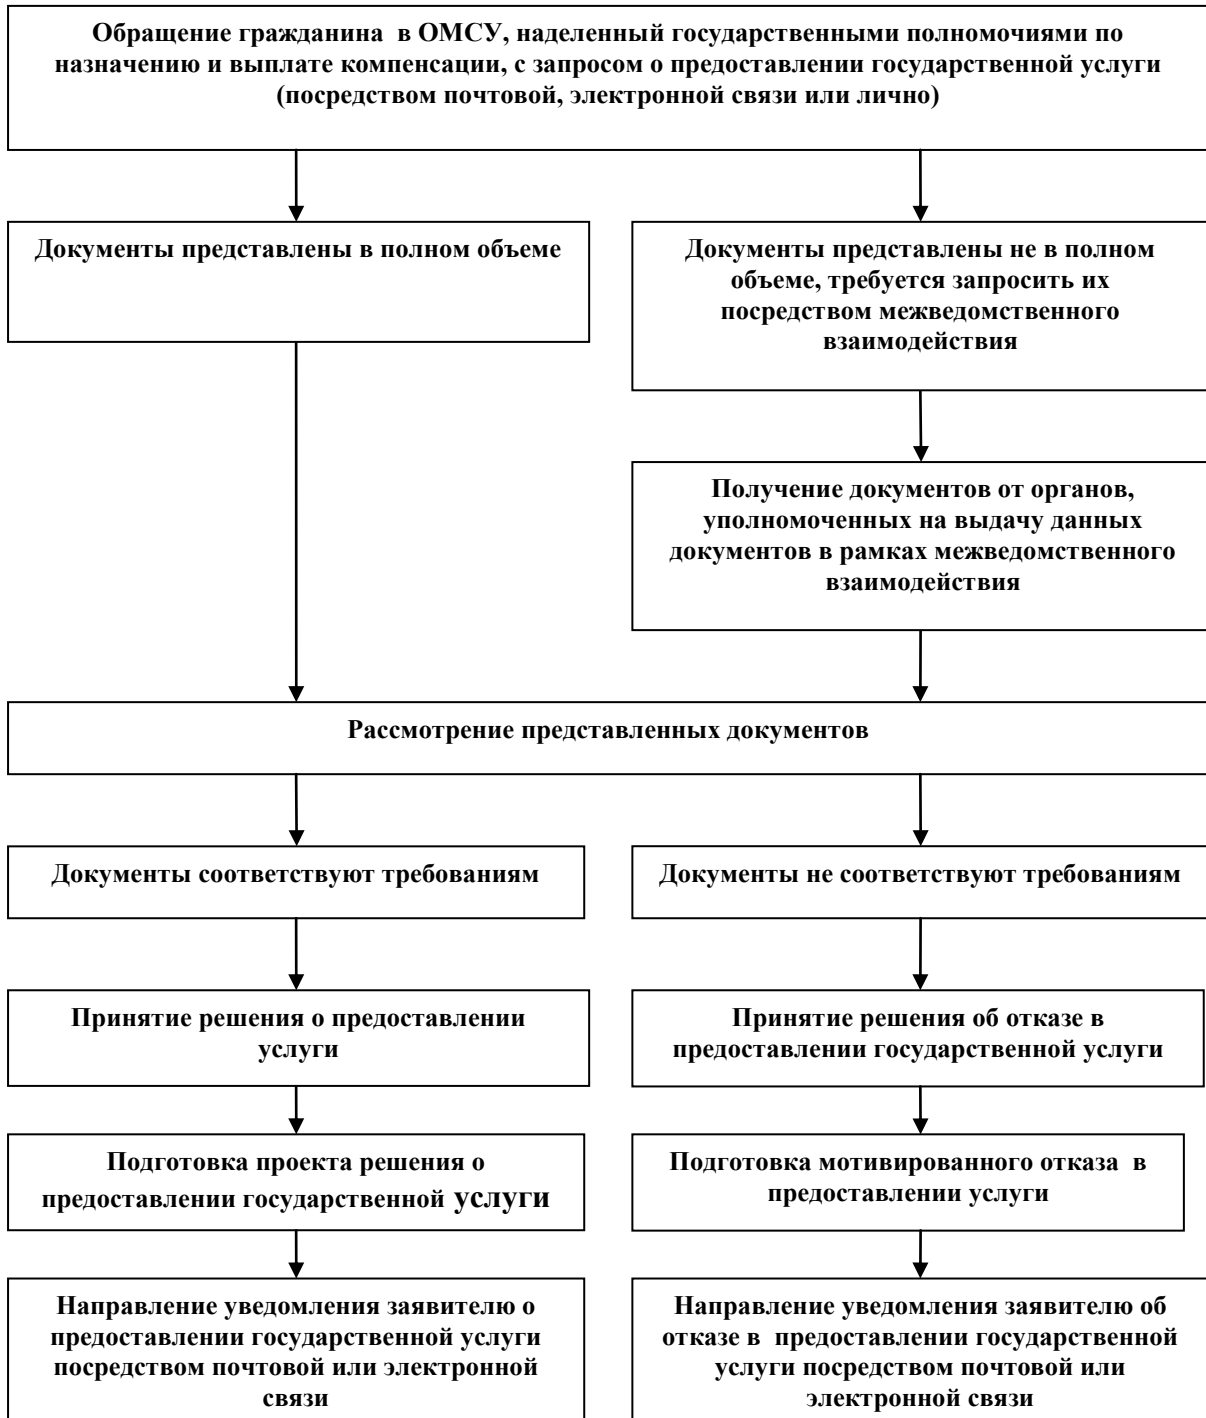 Обращение гражданина в ОМСУ, наделенный государственными полномочиями по
назначению и выплате компенсации, с запросом о предоставлении государственной услуги
(посредством почтовой, электронной связи или лично)
Документы представлены в полном объеме
Документы представлены не в полном
объеме, требуется запросить их
посредством межведомственного
взаимодействия
Получение документов от органов,
уполномоченных на выдачу данных
документов в рамках межведомственного
взаимодействия
Рассмотрение представленных документов
Документы соответствуют требованиям
Документы не соответствуют требованиям
Принятие решения о предоставлении
услуги
Принятие решения об отказе в
предоставлении государственной услуги
Подготовка проекта решения о
предоставлении государственной услуги
Подготовка мотивированного отказа в
предоставлении услуги
Направление уведомления заявителю о
предоставлении государственной услуги
посредством почтовой или электронной
связи
Направление уведомления заявителю об
отказе в предоставлении государственной
услуги посредством почтовой или
электронной связи